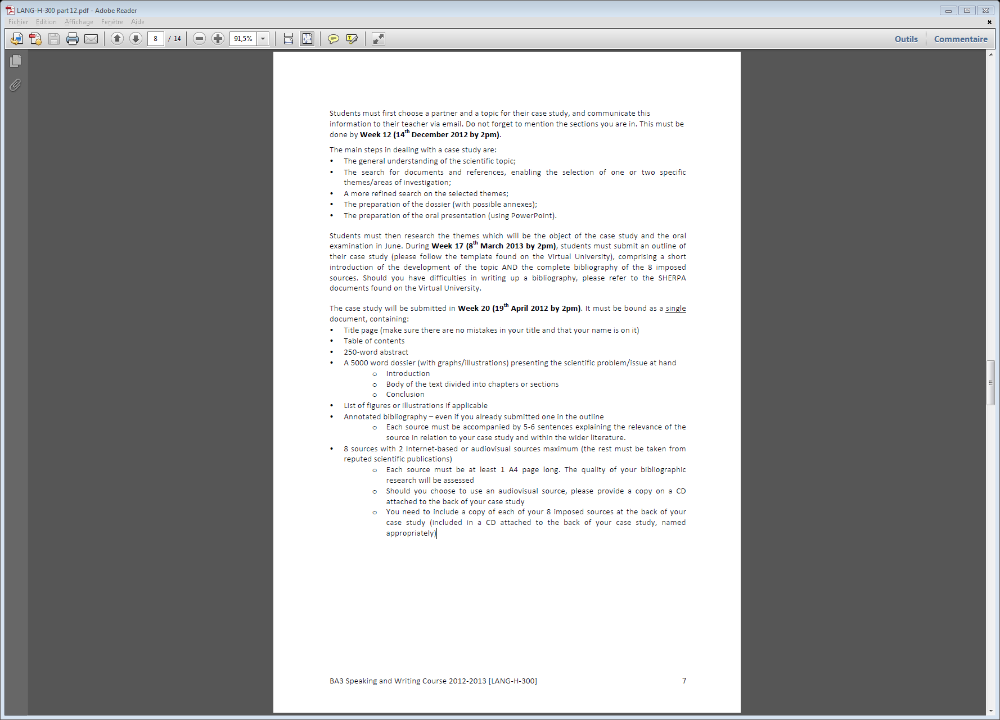 LANG-H-300 part 12.pdf - Adobe Reader
Fichier Edition Affichage Fenêtre Aide
8 / 14 91,5% Outils Commentaire
Students must first choose a partner and a topic for their case study, and communicate this
information to their teacher via email. Do not forget to mention the sections you are in. This must be
done by Week 12 (14th December 2012 by 2pm).
The main steps in dealing with a case study are:
• The general understanding of the scientific topic;
• The search for documents and references, enabling the selection of one or two specific
themes/areas of investigation;
• A more refined search on the selected themes;
• The preparation of the dossier (with possible annexes);
• The preparation of the oral presentation (using PowerPoint).
Students must then research the themes which will be the object of the case study and the oral
examination in June. During Week 17 (8th March 2013 by 2pm), students must submit an outline of
their case study (please follow the template found on the Virtual University), comprising a short
introduction of the development of the topic AND the complete bibliography of the 8 imposed
sources. Should you have difficulties in writing up a bibliography, please refer to the SHERPA
documents found on the Virtual University.
The case study will be submitted in Week 20 (19th April 2012 by 2pm). It must be bound as a single
document, containing:
• Title page (make sure there are no mistakes in your title and that your name is on it)
• Table of contents
• 250-word abstract
• A 5000 word dossier (with graphs/illustrations) presenting the scientific problem/issue at hand
o Introduction
o Body of the text divided into chapters or sections
o Conclusion
• List of figures or illustrations if applicable
• Annotated bibliography – even if you already submitted one in the outline
o Each source must be accompanied by 5-6 sentences explaining the relevance of the
source in relation to your case study and within the wider literature.
• 8 sources with 2 Internet-based or audiovisual sources maximum (the rest must be taken from
reputed scientific publications)
o Each source must be at least 1 A4 page long. The quality of your bibliographic
research will be assessed
o Should you choose to use an audiovisual source, please provide a copy on a CD
attached to the back of your case study
o You need to include a copy of each of your 8 imposed sources at the back of your
case study (included in a CD attached to the back of your case study, named
appropriately)
BA3 Speaking and Writing Course 2012-2013 [LANG-H-300] 7